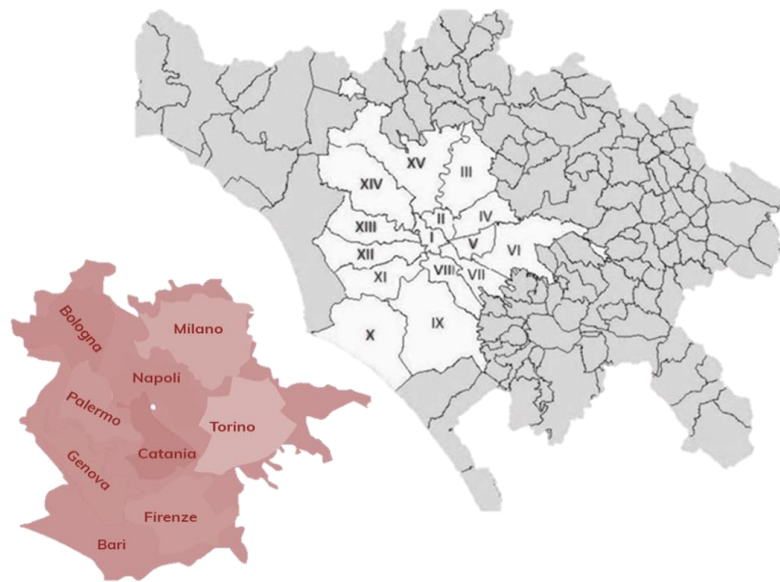 XV
III
XIV
II
IV
XIII
I
V
VI
XII
VIII
VII
XI
IX
X
Bologna
Milano
Napoli
Palermo
Torino
Catania
Genova
Firenze
Bari